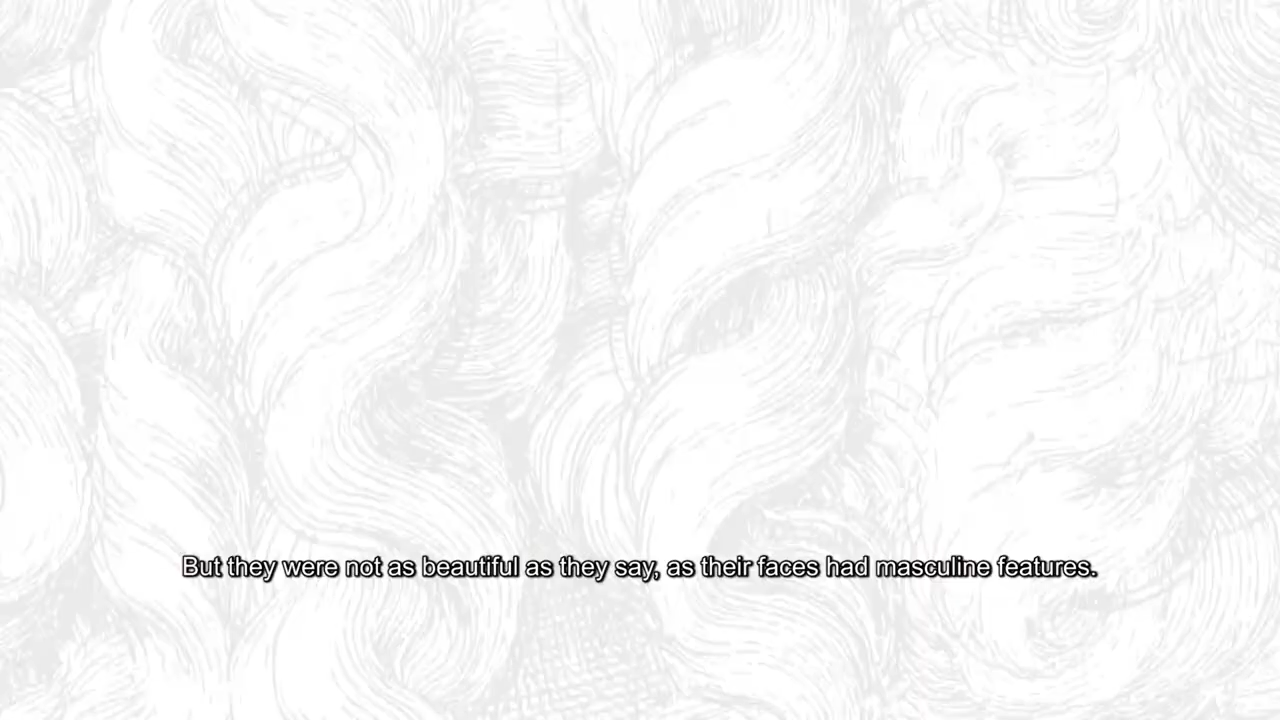 But they were not as beautiful as they say, as their faces had masculine features.